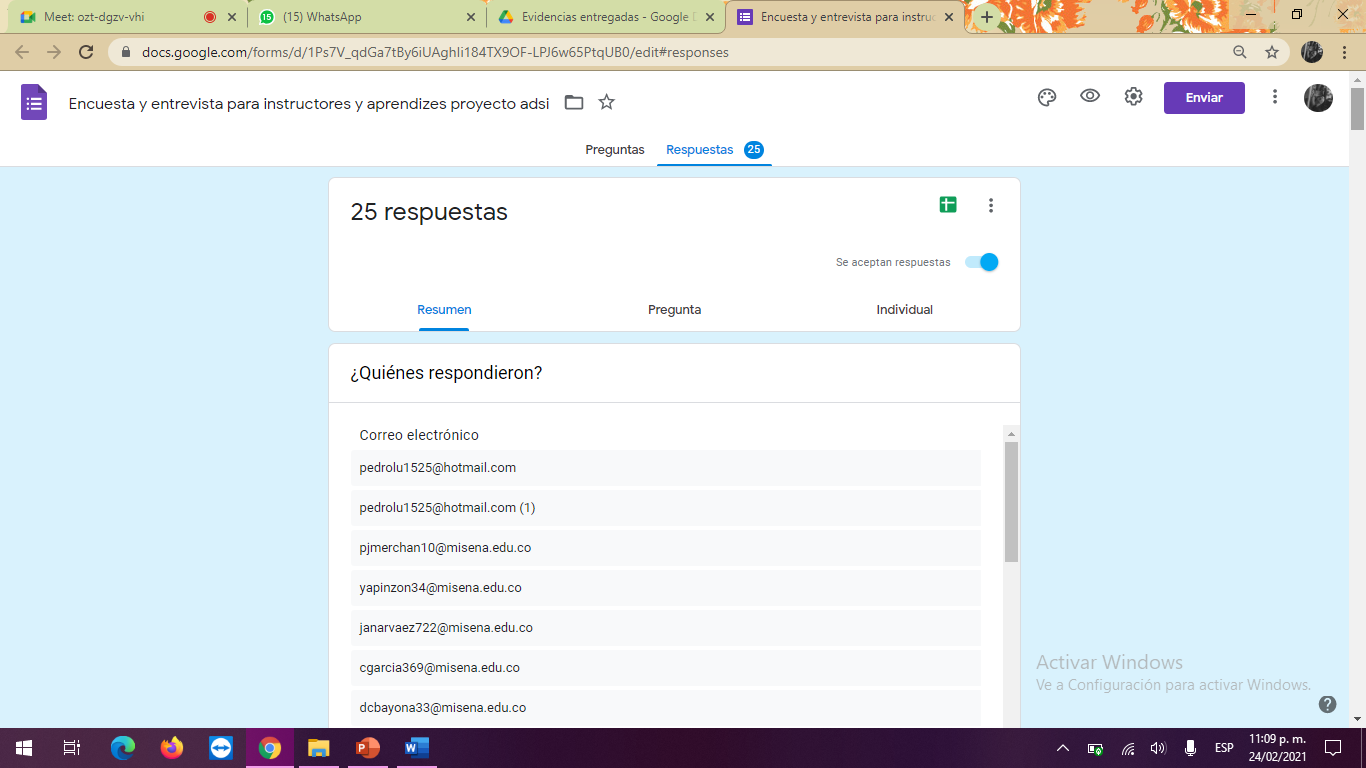 Meet: ozt-dgzv-vhi
(15) WhatsApp
Evidencias entregadas - Google D
Encuesta y entrevista para instruc
docs.google.com/forms/d/1Ps7V_qdGa7tBy6iUAghIi184TX9OF-LPJ6w65PtqUB0/edit#responses
Encuesta y entrevista para instructores y aprendizes proyecto adsi
Enviar
Preguntas
Respuestas 25
25 respuestas
Se aceptan respuestas
Resumen
Pregunta
Individual
¿Quiénes respondieron?
Correo electrónico
pedrolu1525@hotmail.com
pedrolu1525@hotmail.com (1)
pjmerchan10@misena.edu.co
yapinzon34@misena.edu.co
janarvaez722@misena.edu.co
cgarcia369@misena.edu.co
dcbayona33@misena.edu.co
Activar Windows
Ve a Configuración para activar Windows.
ESP
11:09 p. m.
24/02/2021